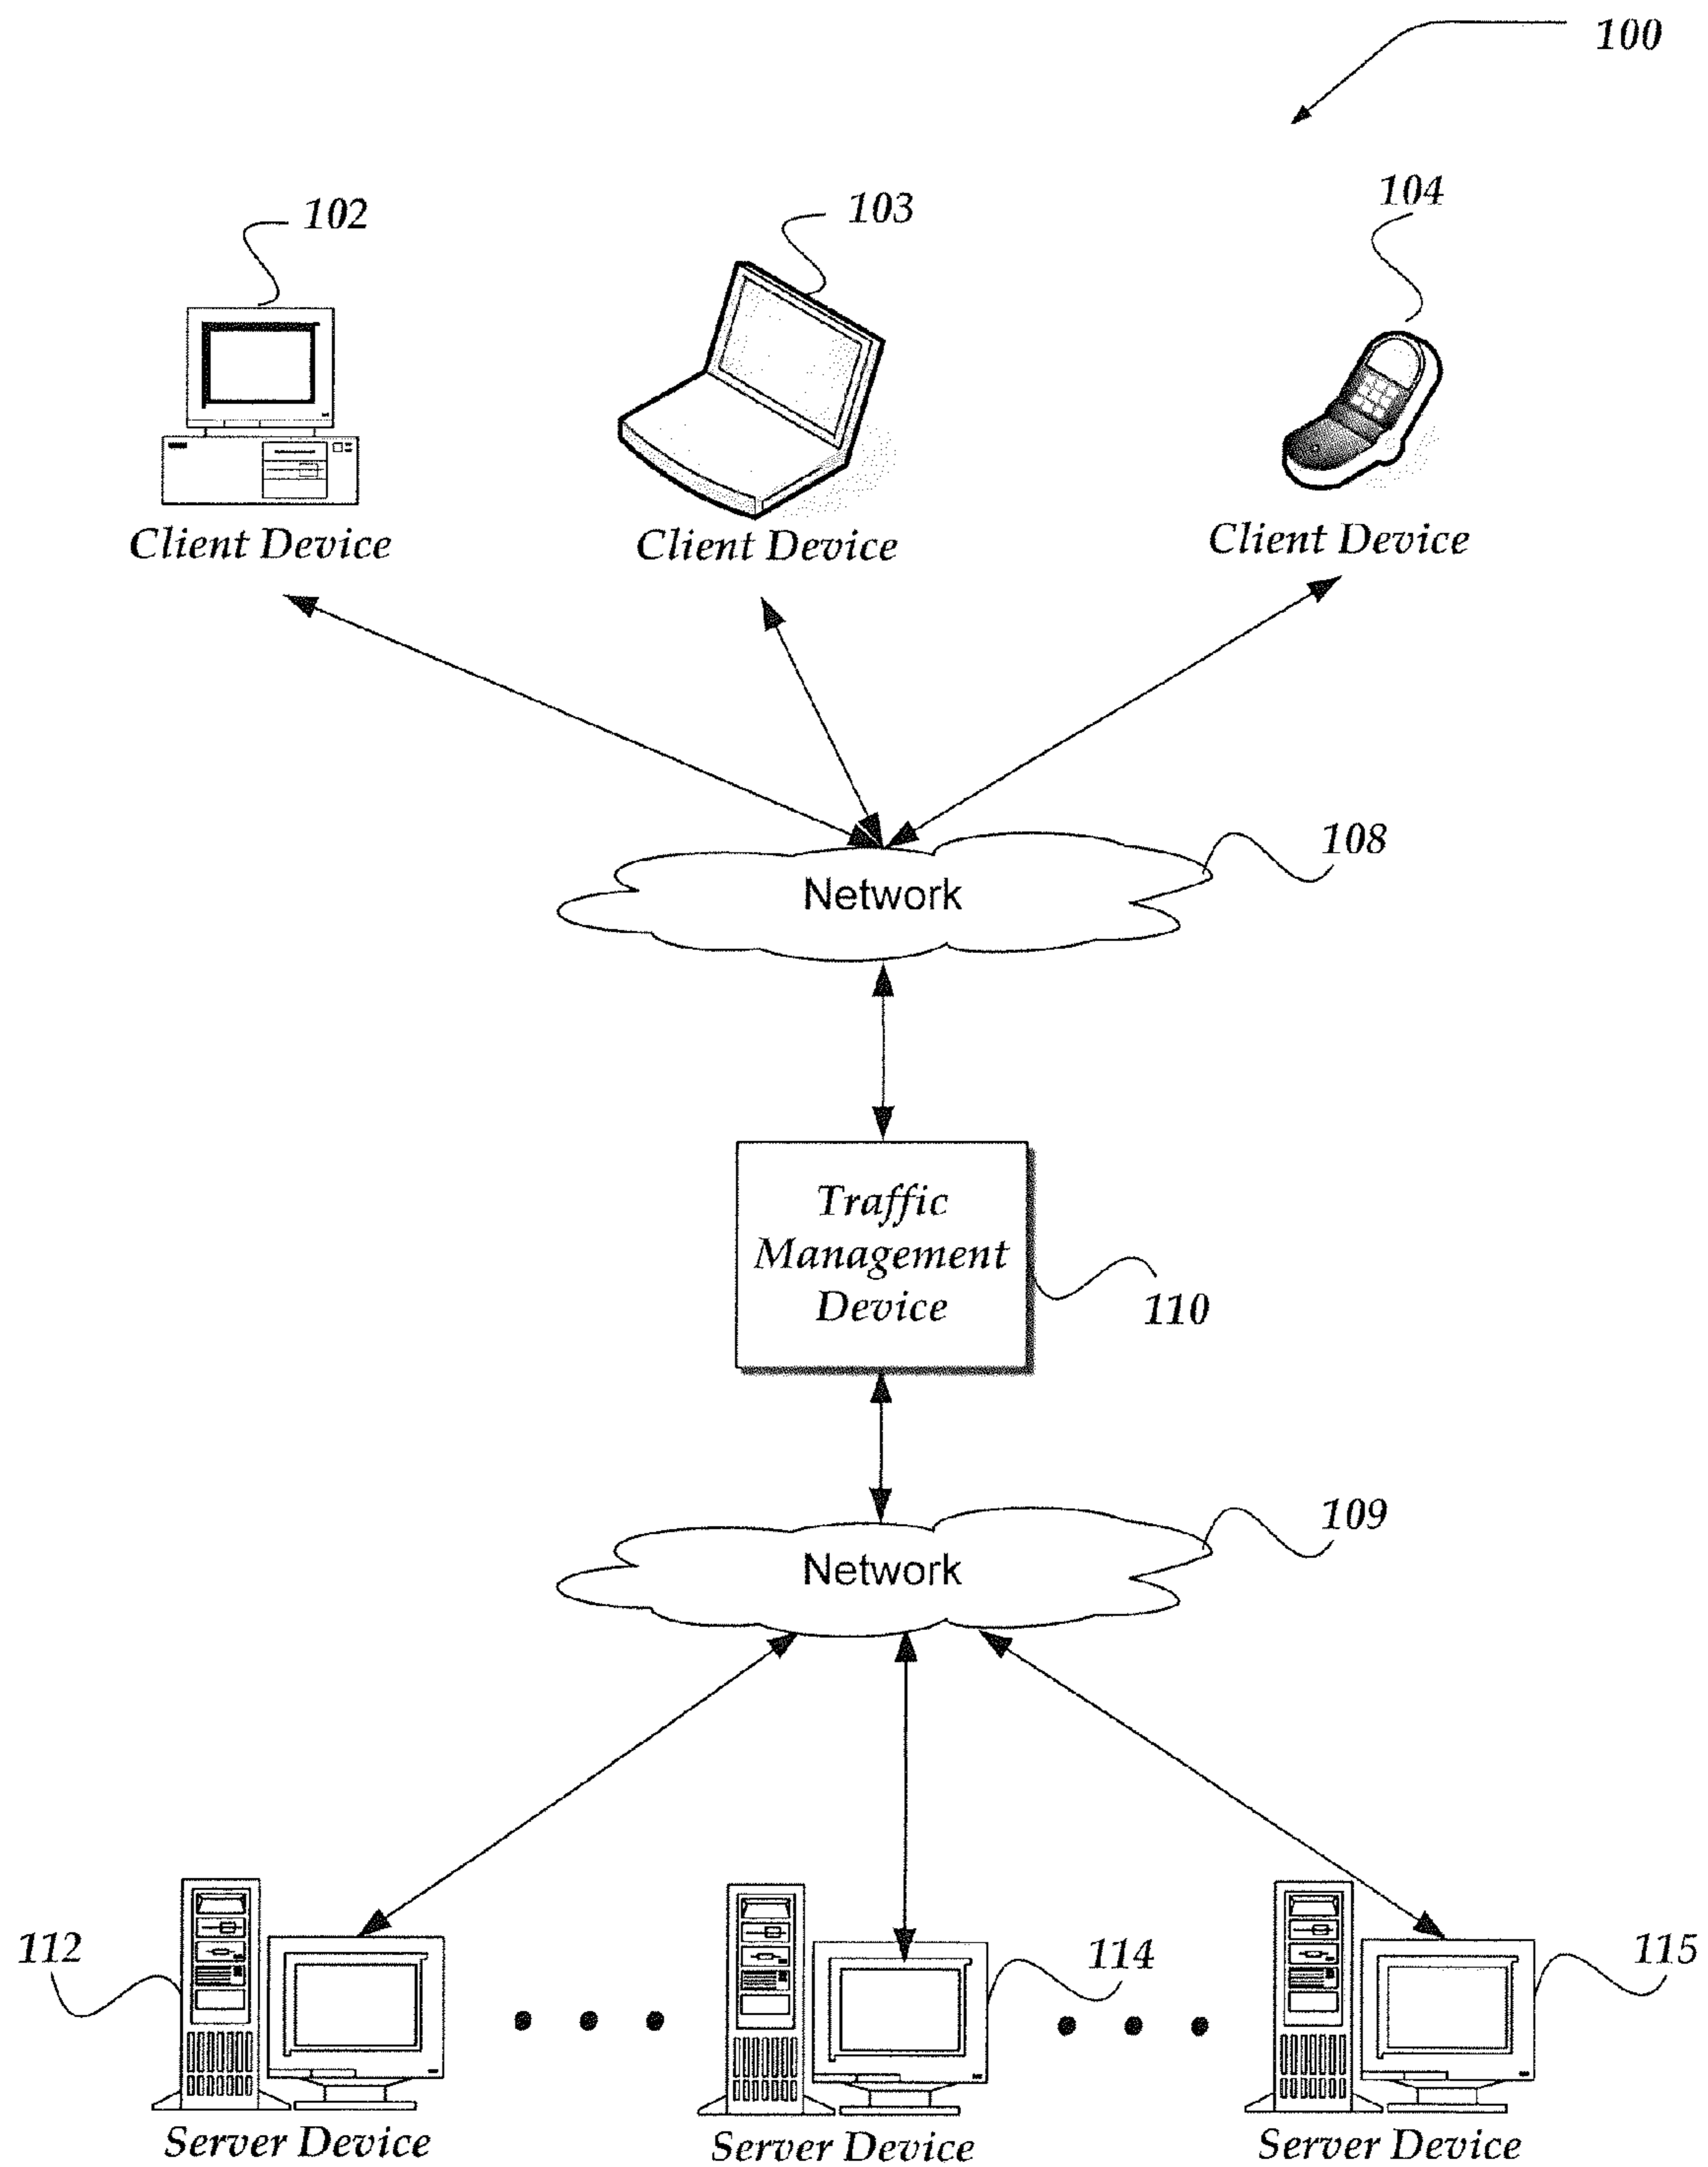 100
102
103
104
Client Device
Client Device
Client Device
108
Network
Traffic
Management
Device
110
109
Network
112
114
115
Server Device
Server Device
Server Device